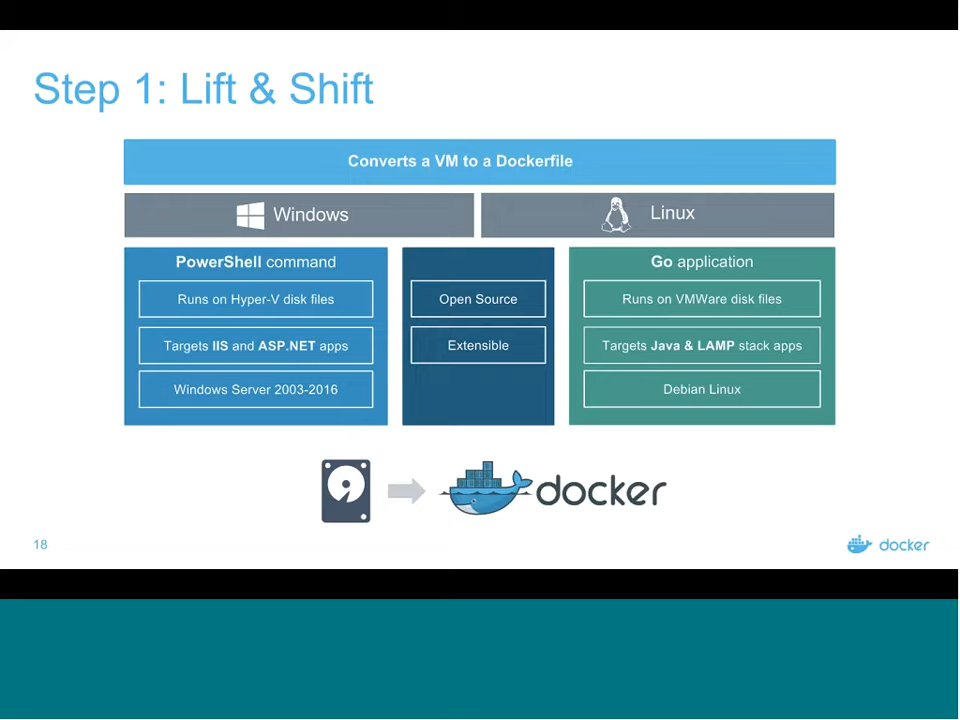 Step 1: Lift & Shift
Converts a VM to a Dockerfile
Windows
Linux
PowerShell command
Runs on Hyper-V disk files
Targets IIS and ASP.NET apps
Windows Server 2003-2016
Open Source
Extensible
Go application
Runs on VMWare disk files
Targets Java & LAMP stack apps
Debian Linux
docker
18
docker